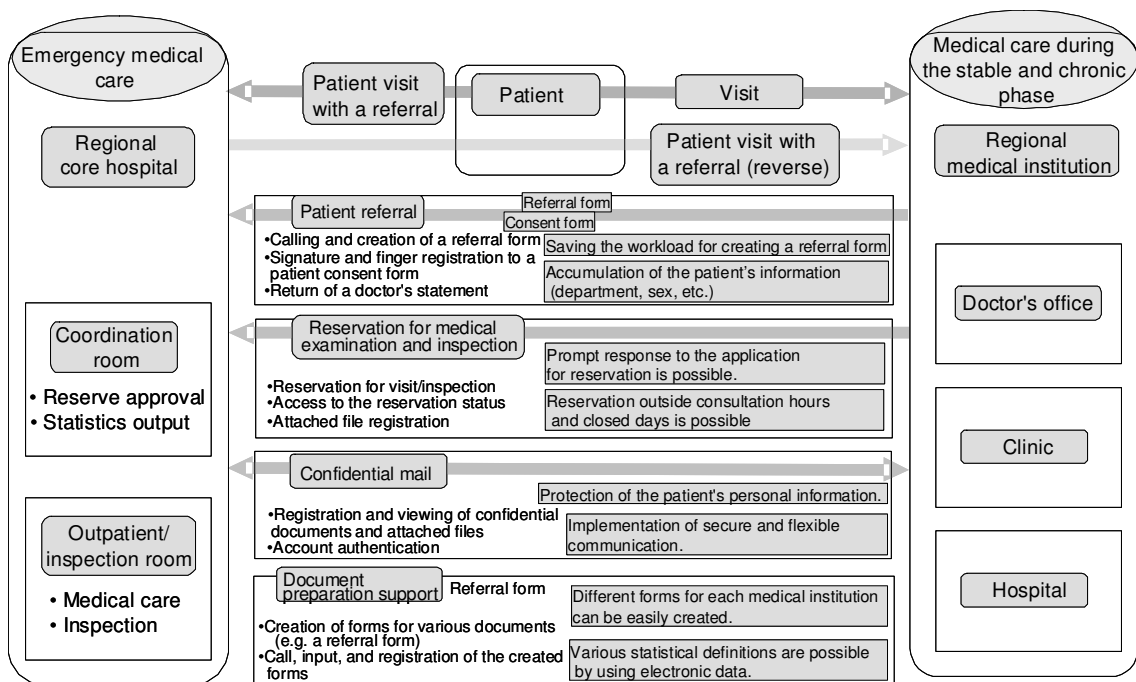 Emergency medical
care
Regional
core hospital
Coordination
room
• Reserve approval
• Statistics output
Outpatient/
inspection room
• Medical care
• Inspection
Patient visit
with a referral
Patient
Visit
Patient visit with
a referral (reverse)
Patient referral
Referral form
Consent form
•Calling and creation of a referral form
•Signature and finger registration to a
patient consent form
•Return of a doctor's statement
Saving the workload for creating a referral form
Accumulation of the patient's information
(department, sex, etc.)
Reservation for medical
examination and inspection
•Reservation for visit/inspection
•Access to the reservation status
•Attached file registration
Prompt response to the application
for reservation is possible.
Reservation outside consultation hours
and closed days is possible
Confidential mail
•Registration and viewing of confidential
documents and attached files
•Account authentication
Protection of the patient's personal information.
Implementation of secure and flexible
communication.
Document
preparation support
Referral form
•Creation of forms for various documents
(e.g. a referral form)
•Call, input, and registration of the created
forms
Different forms for each medical institution
can be easily created.
Various statistical definitions are possible
by using electronic data.
Medical care during
the stable and chronic
phase
Regional
medical institution
Doctor's office
Clinic
Hospital